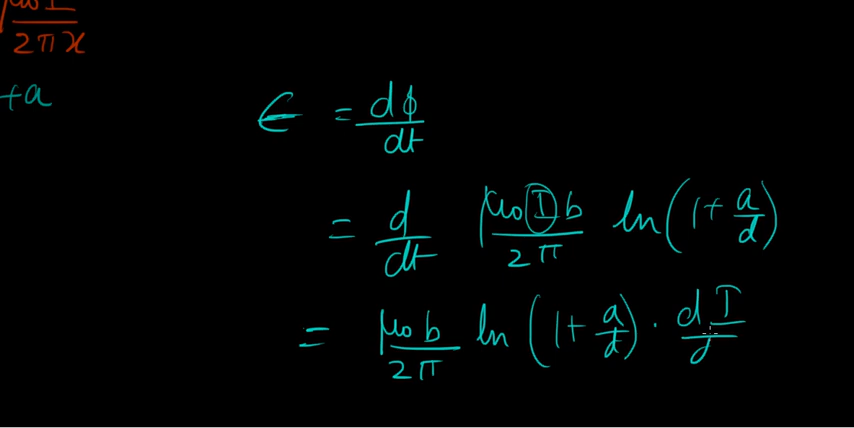 μ₀I / 2πx
+a
ϵ = dϕ / dt
= d / dt μ₀Ib / 2π ln(1 + a/d)
= μ₀b / 2π ln(1 + a/d) · dI / d